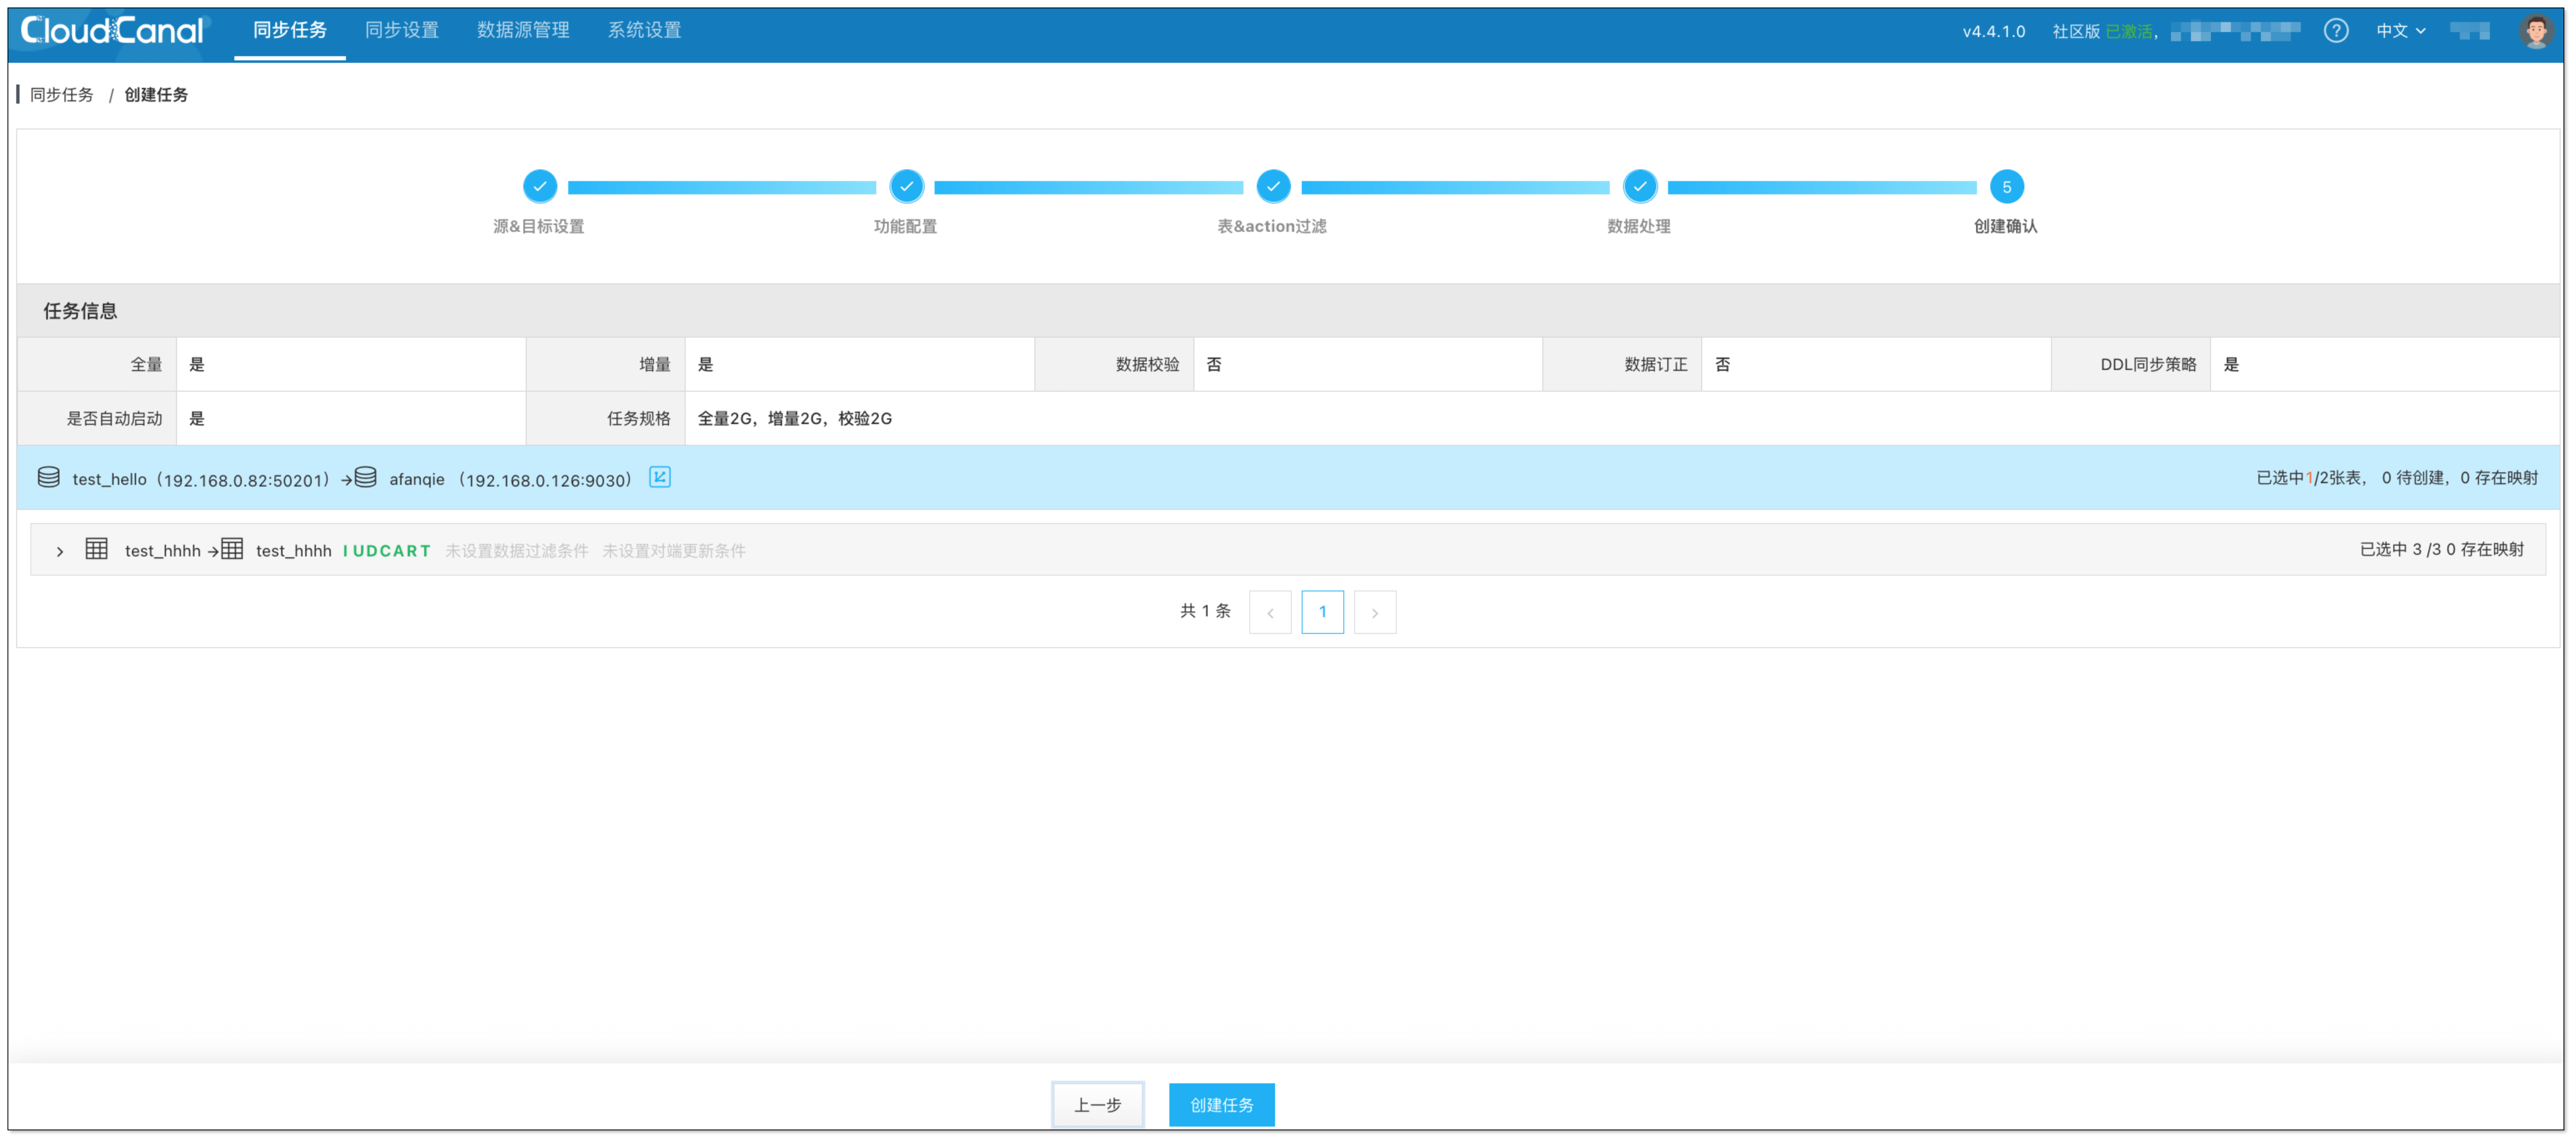 CloudCanal 同步任务 同步设置 数据源管理 系统设置 v4.4.1.0 社区版 已激活, ? 中文
同步任务 / 创建任务
5
源&目标设置 功能配置 表&action过滤 数据处理 创建确认
任务信息
全量 是 增量 是 数据校验 否 数据订正 否 DDL同步策略 是
是否自动启动 是 任务规格 全量2G，增量2G，校验2G
test_hello（192.168.0.82:50201）→ afanqie （192.168.0.126:9030） 已选中1/2张表， 0 待创建，0 存在映射
> test_hhhh → test_hhhh I U D C A R T 未设置数据过滤条件 未设置对端更新条件 已选中 3 /3 0 存在映射
共 1 条 < 1 >
上一步 创建任务